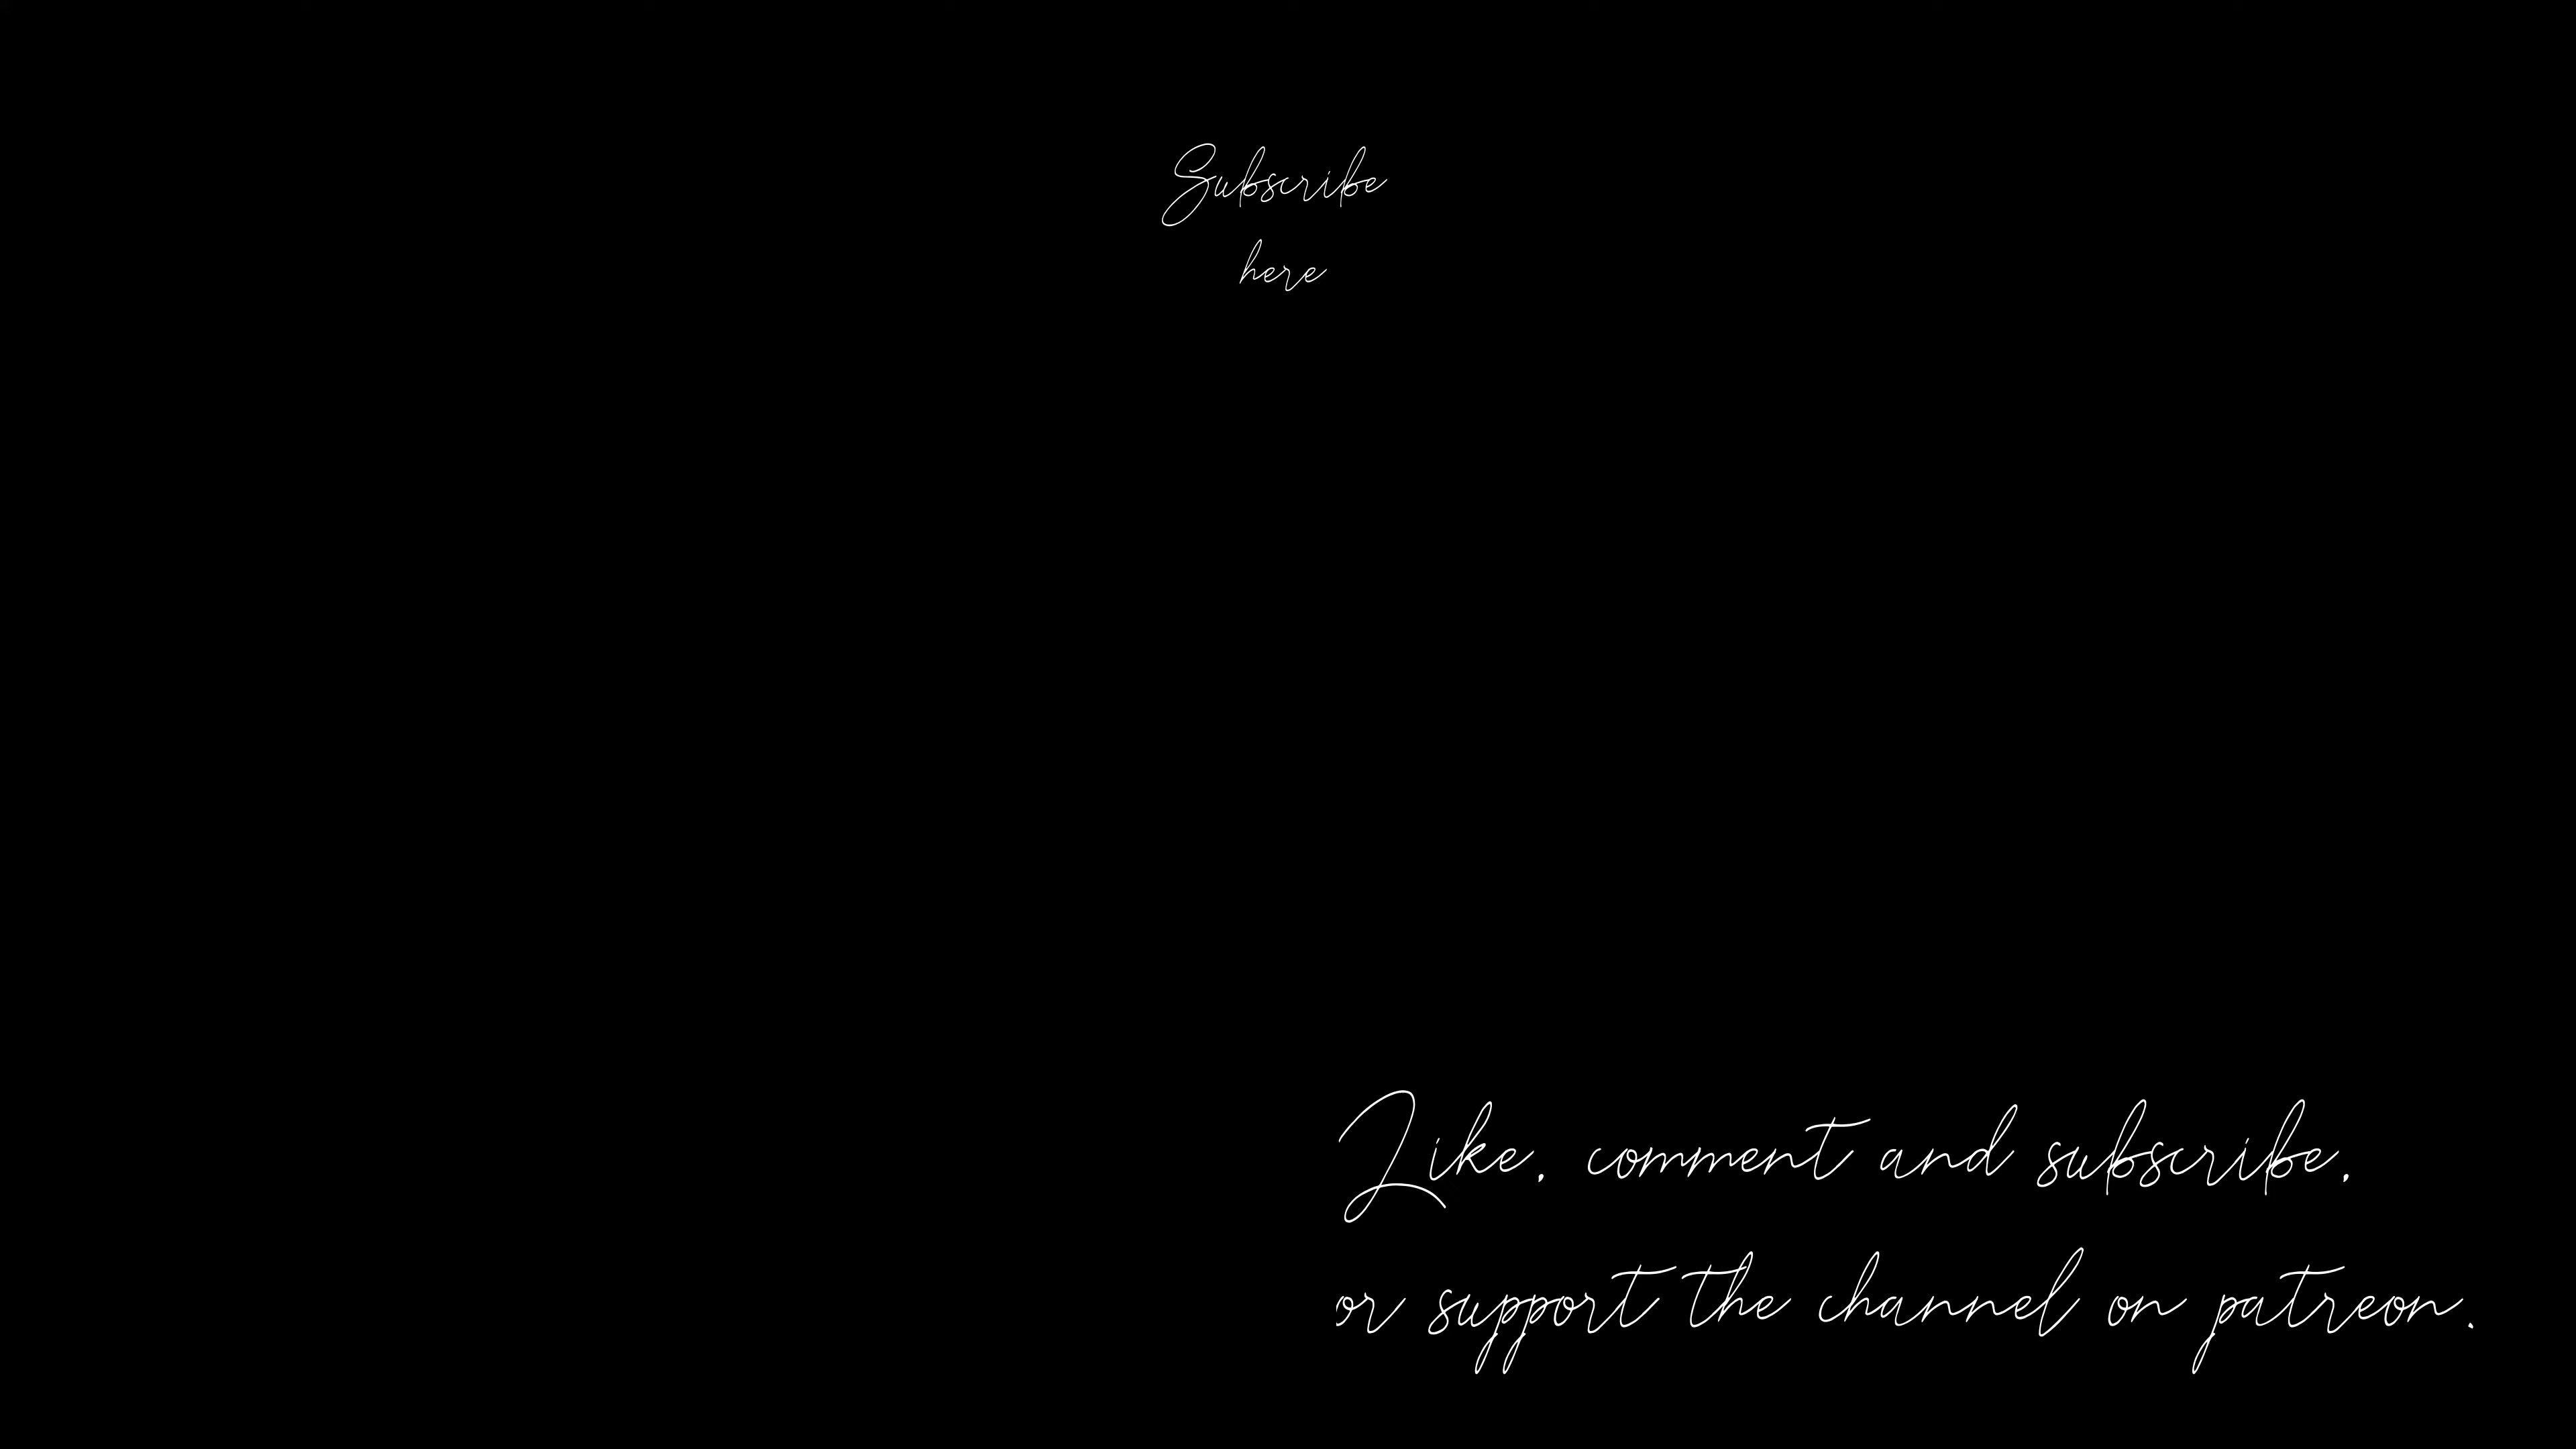 Subscribe
here
Like, comment and subscribe,
or support the channel on patreon.